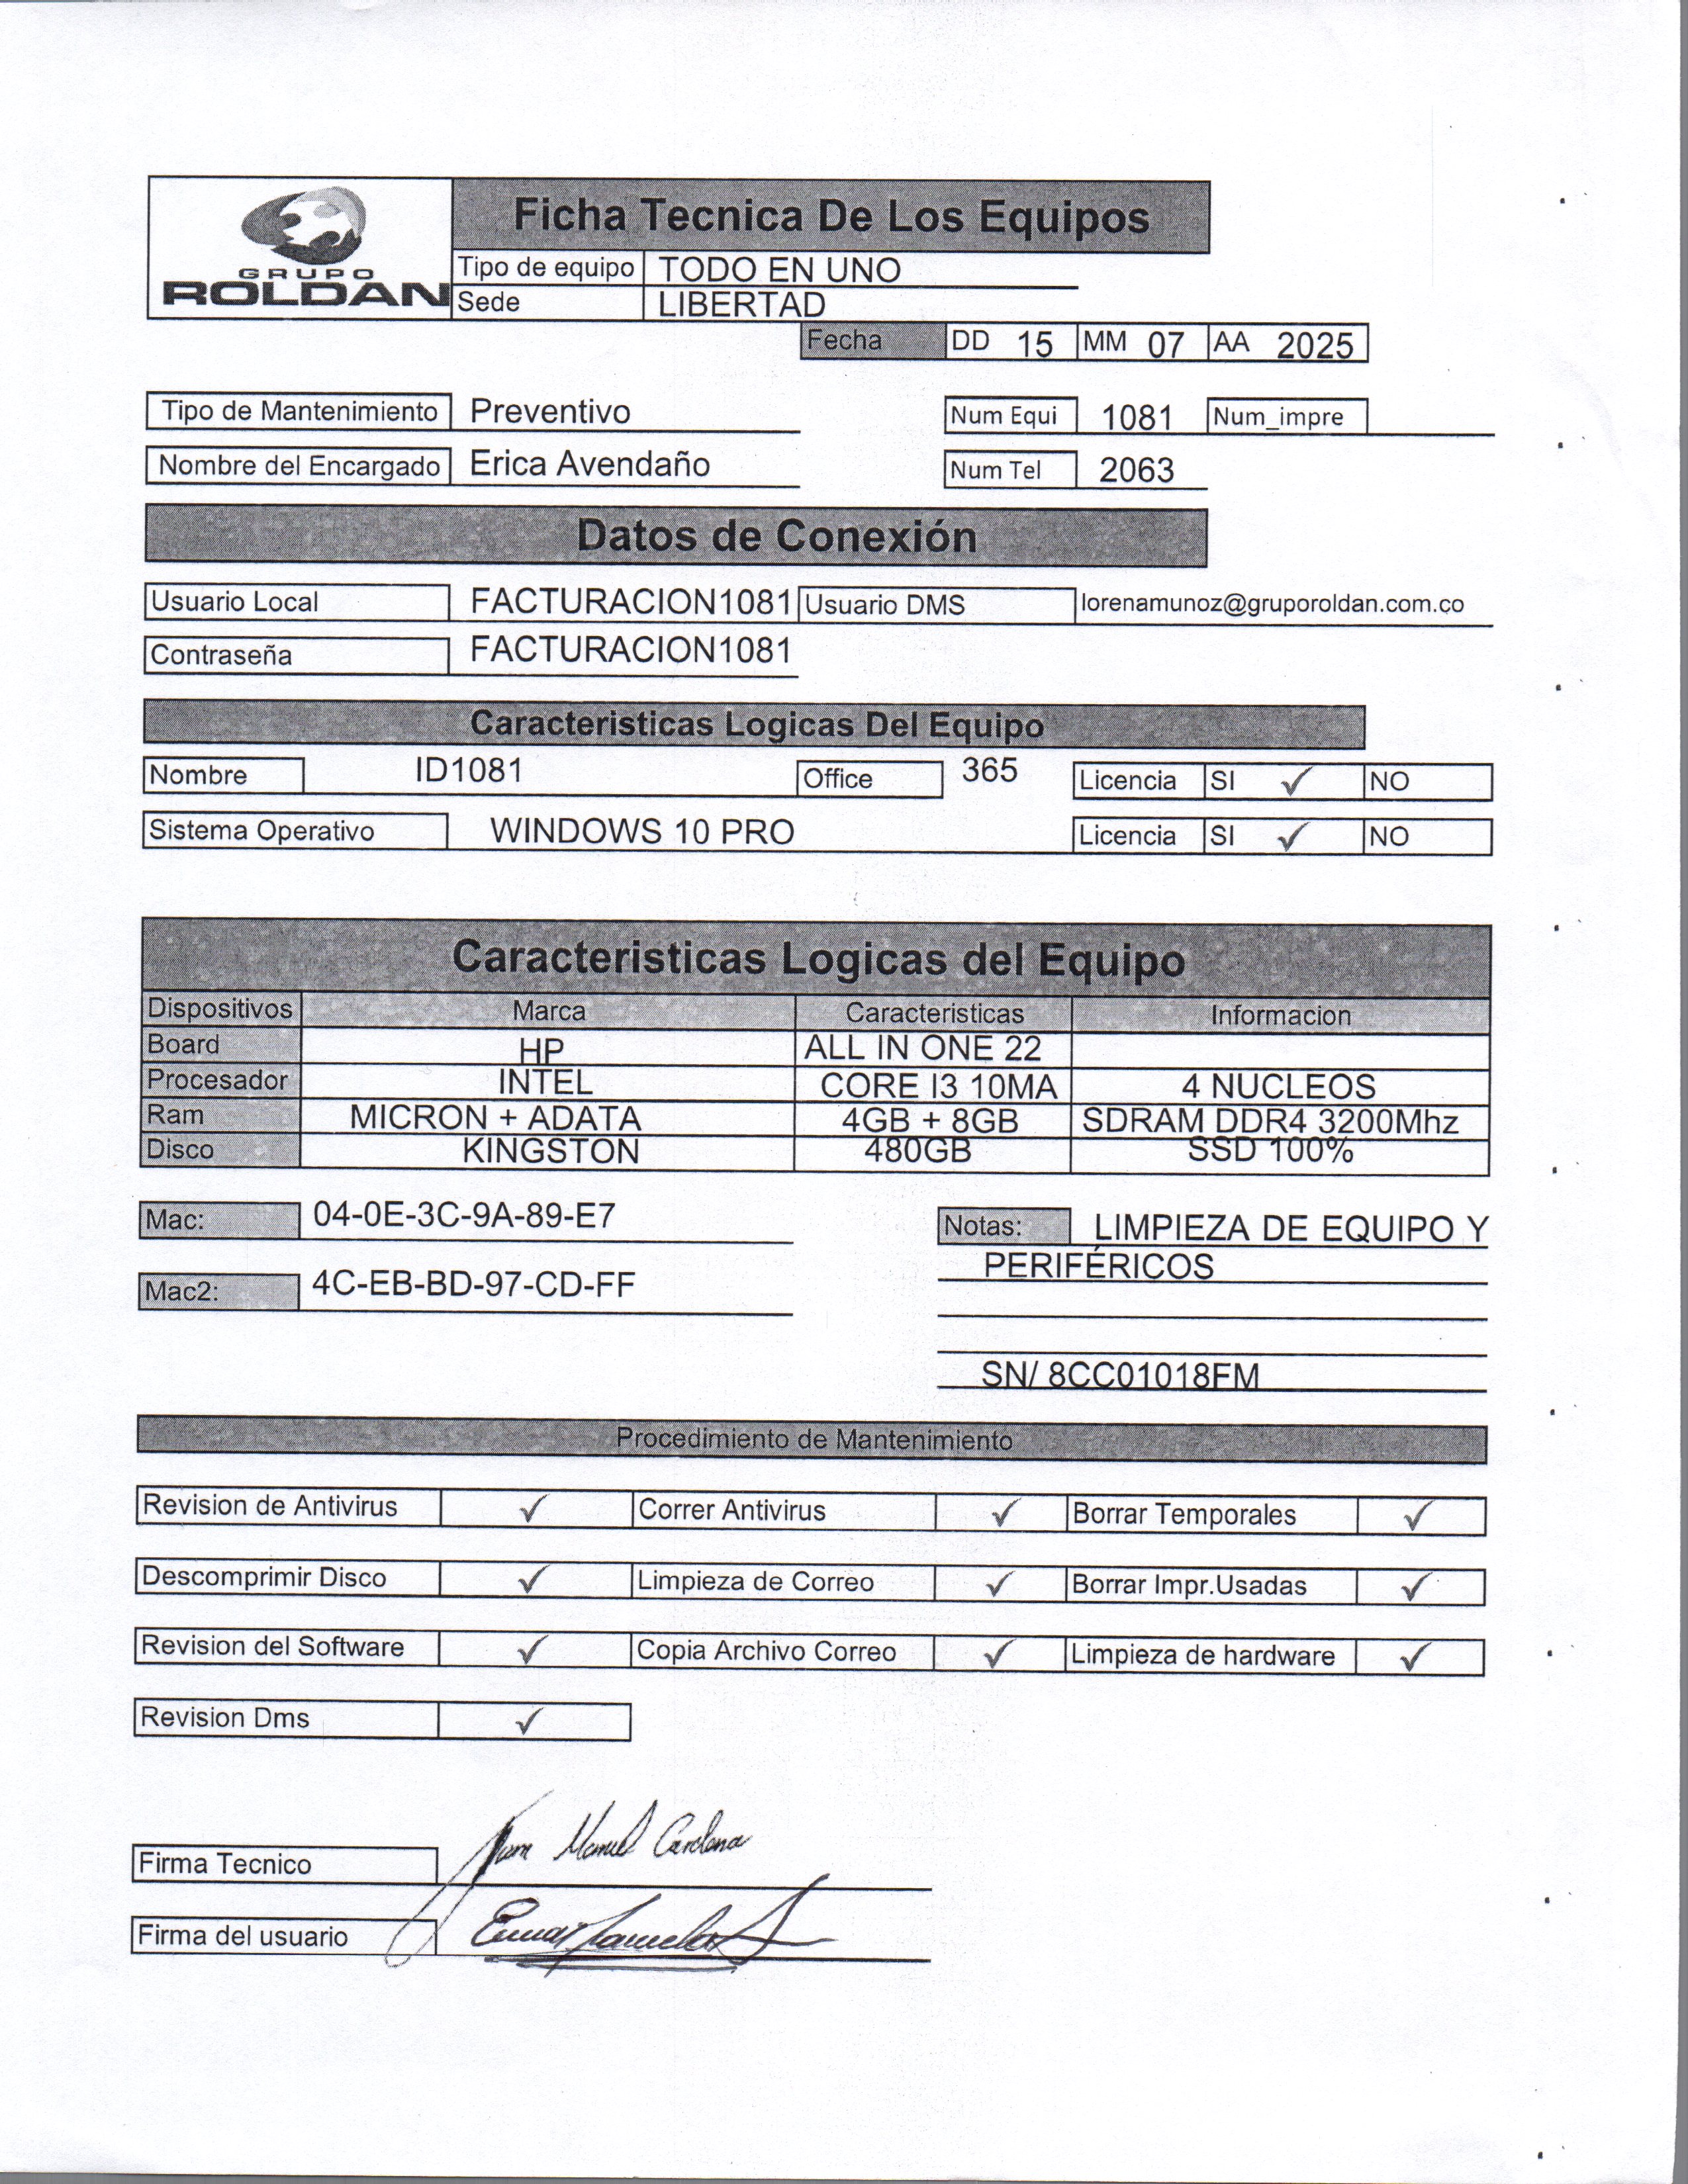 Ficha Tecnica De Los Equipos
GRUPO
ROLDAN
Tipo de equipo TODO EN UNO
Sede LIBERTAD
Fecha DD 15 MM 07 AA 2025
Tipo de Mantenimiento Preventivo Num Equi 1081 Num_impre
Nombre del Encargado Erica Avendaño Num Tel 2063
Datos de Conexión
Usuario Local FACTURACION1081 Usuario DMS lorenamunoz@gruporoldan.com.co
Contraseña FACTURACION1081
Caracteristicas Logicas Del Equipo
Nombre ID1081 Office 365 Licencia SI ✓ NO
Sistema Operativo WINDOWS 10 PRO Licencia SI ✓ NO
Caracteristicas Logicas del Equipo
Dispositivos Marca Caracteristicas Informacion
Board HP ALL IN ONE 22
Procesador INTEL CORE I3 10MA 4 NUCLEOS
Ram MICRON + ADATA 4GB + 8GB SDRAM DDR4 3200Mhz
Disco KINGSTON 480GB SSD 100%
Mac: 04-0E-3C-9A-89-E7 Notas: LIMPIEZA DE EQUIPO Y
PERIFÉRICOS
Mac2: 4C-EB-BD-97-CD-FF
SN/ 8CC01018FM
Procedimiento de Mantenimiento
Revision de Antivirus ✓ Correr Antivirus ✓ Borrar Temporales ✓
Descomprimir Disco ✓ Limpieza de Correo ✓ Borrar Impr.Usadas ✓
Revision del Software ✓ Copia Archivo Correo ✓ Limpieza de hardware ✓
Revision Dms ✓
Firma Tecnico Manuel Cardona
Firma del usuario